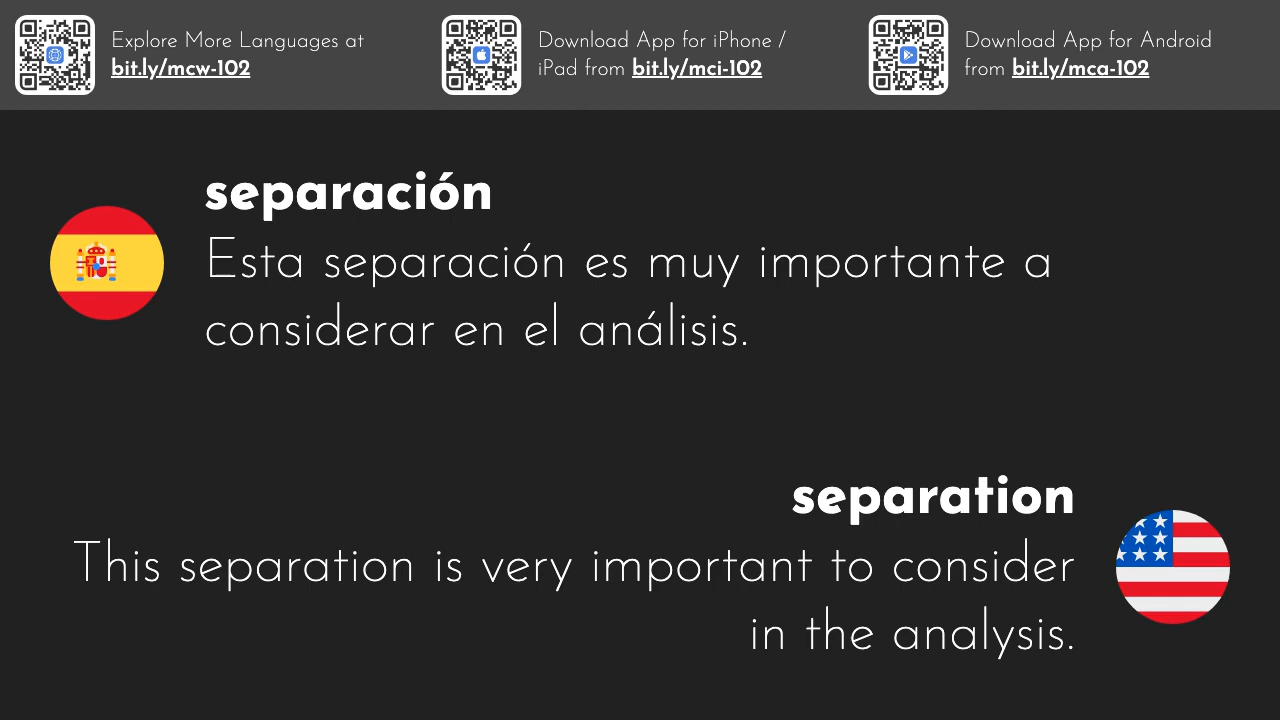 Explore More Languages at
bit.ly/mcw-102
Download App for iPhone /
iPad from bit.ly/mci-102
Download App for Android
from bit.ly/mca-102
separación
Esta separación es muy importante a
considerar en el análisis.
separation
This separation is very important to consider
in the analysis.